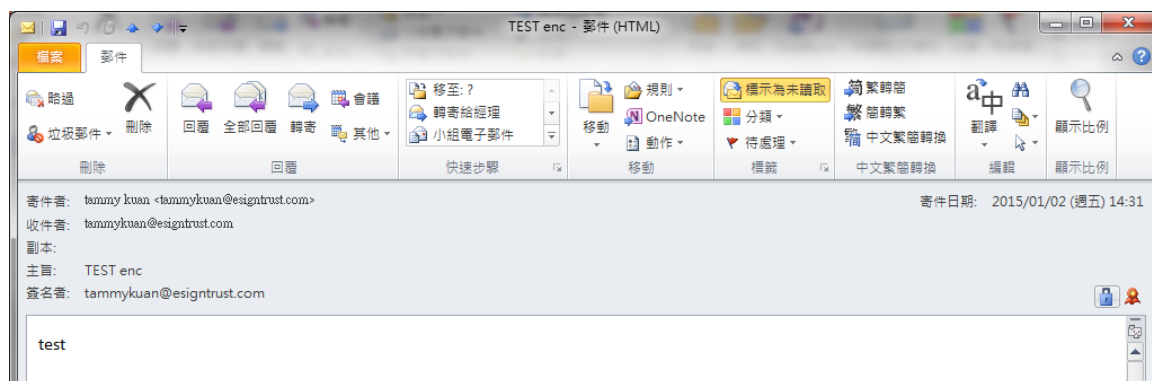 TEST enc - 郵件 (HTML)
檔案 郵件
略過 垃圾郵件 刪除 刪除
回覆 全部回覆 轉寄 會議 其他 回覆
移至: ? 轉寄給經理 小組電子郵件 快速步驟
移動 規則 OneNote 動作 移動
標示為未讀取 分類 待處理 標籤
简 繁轉簡 繁 簡轉繁 中文繁簡轉換 中文繁簡轉換
a 中 翻譯 編輯
顯示比例 顯示比例
寄件者: tammy kuan <tammykuan@esigntrust.com> 寄件日期: 2015/01/02 (週五) 14:31
收件者: tammykuan@esigntrust.com
副本:
主旨: TEST enc
簽名者: tammykuan@esigntrust.com
test